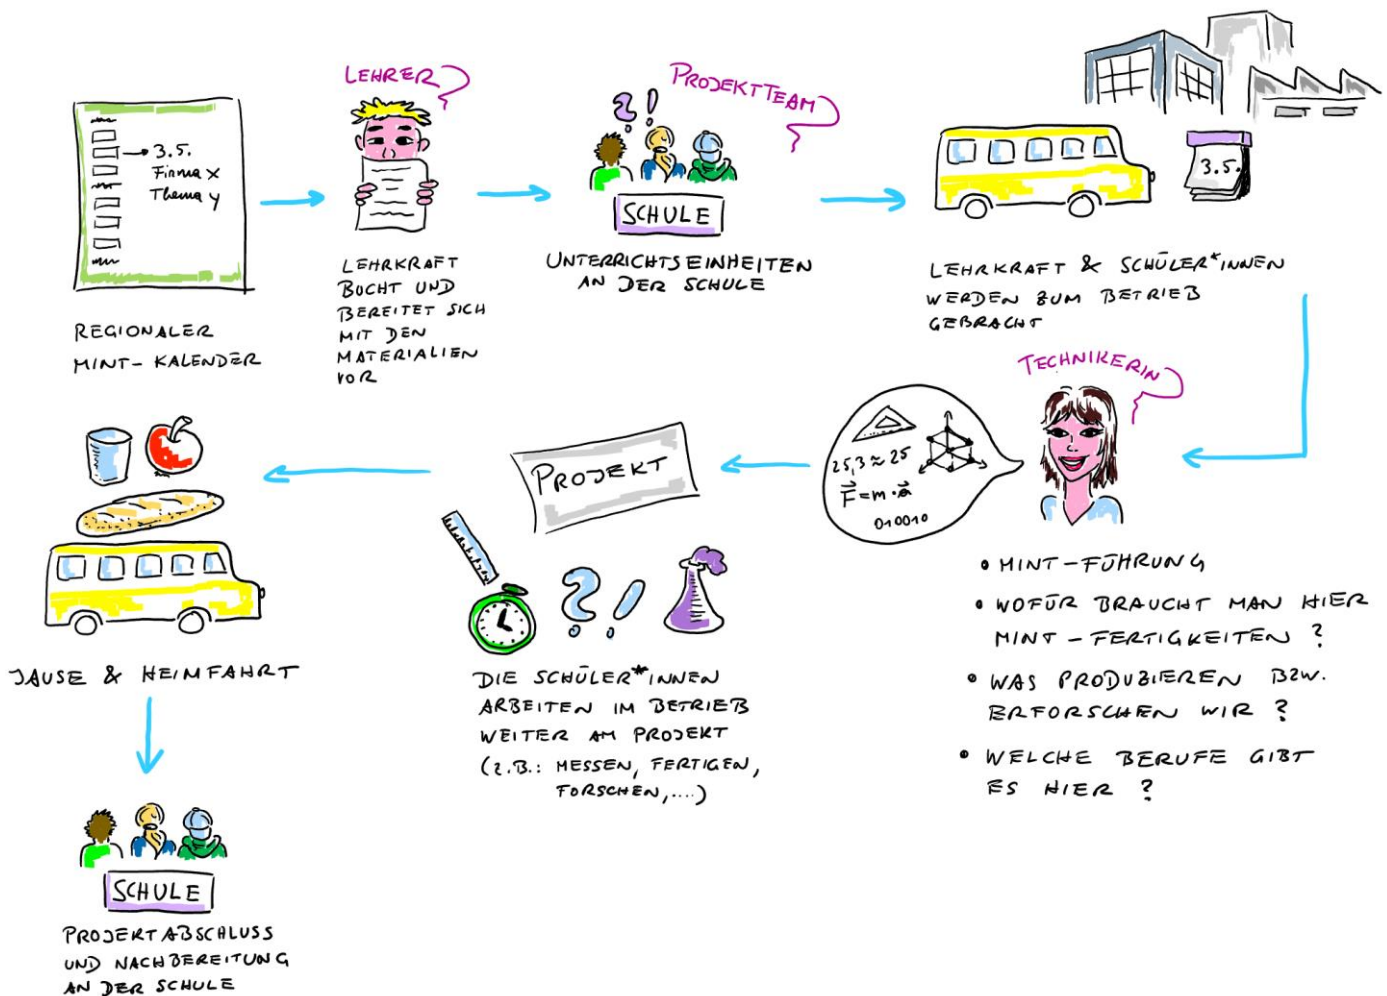 3.5.
Firma x
Thema y
REGIONALER
MINT-KALENDER
LEHRER
LEHRKRAFT
BUCHT UND
BEREITET SICH
MIT DEN
MATERIALIEN
VOR
PROJEKTTEAM
?!
SCHULE
UNTERRICHTSEINHEITEN
AN DER SCHULE
3.5.
LEHRKRAFT & SCHÜLER*INNEN
WERDEN ZUM BETRIEB
GEBRACHT
TECHNIKERIN
25,3 ≈ 25
F⃗ = m · a⃗
010010
• MINT-FÜHRUNG
• WOFÜR BRAUCHT MAN HIER
MINT-FERTIGKEITEN ?
• WAS PRODUZIEREN BZW.
ERFORSCHEN WIR ?
• WELCHE BERUFE GIBT
ES HIER ?
PROJEKT
?!
DIE SCHÜLER*INNEN
ARBEITEN IM BETRIEB
WEITER AM PROJEKT
(z.B.: MESSEN, FERTIGEN,
FORSCHEN,....)
JAUSE & HEIMFAHRT
SCHULE
PROJEKTABSCHLUSS
UND NACHBEREITUNG
AN DER SCHULE